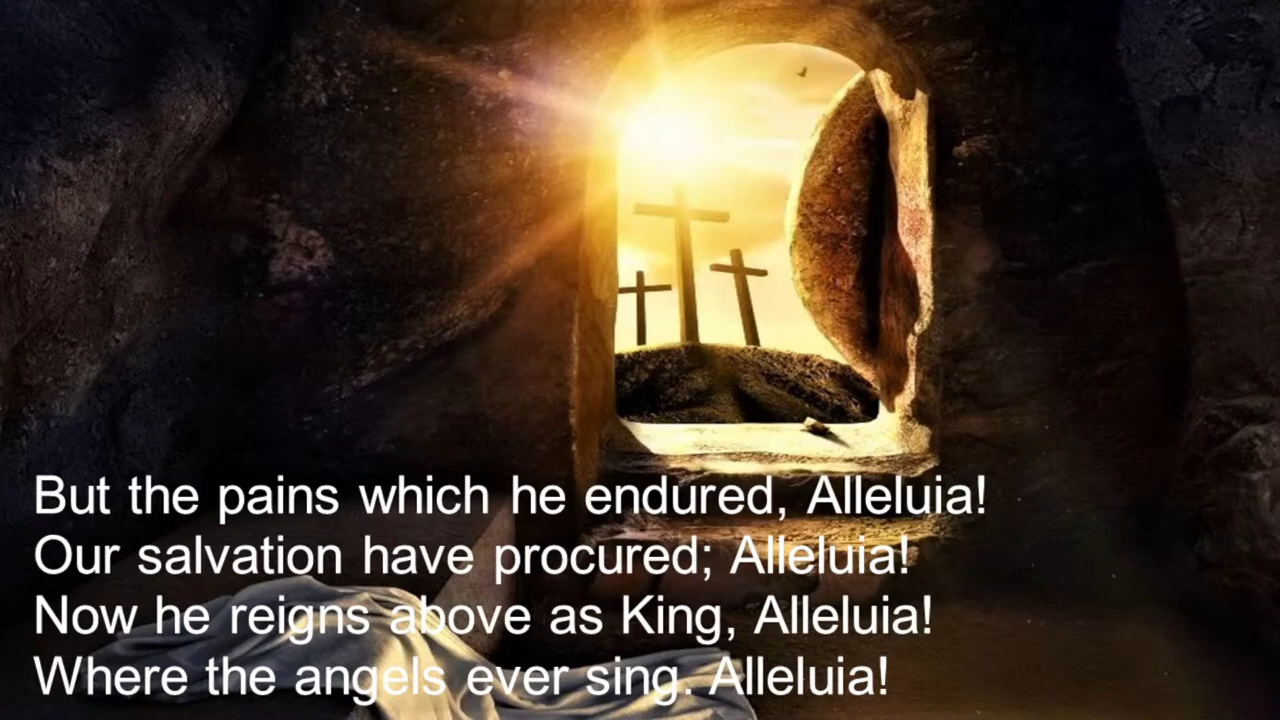 But the pains which he endured, Alleluia!
Our salvation have procured; Alleluia!
Now he reigns above as King, Alleluia!
Where the angels ever sing. Alleluia!